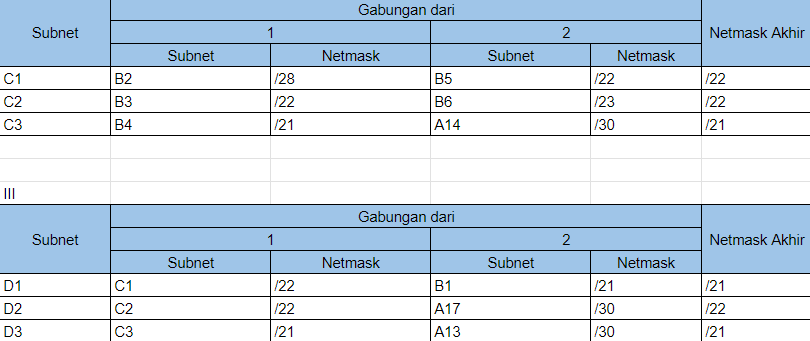 Subnet Gabungan dari Netmask Akhir
1 2
Subnet Netmask Subnet Netmask
C1 B2 /28 B5 /22 /22
C2 B3 /22 B6 /23 /22
C3 B4 /21 A14 /30 /21
III
Subnet Gabungan dari Netmask Akhir
1 2
Subnet Netmask Subnet Netmask
D1 C1 /22 B1 /21 /21
D2 C2 /22 A17 /30 /22
D3 C3 /21 A13 /30 /21